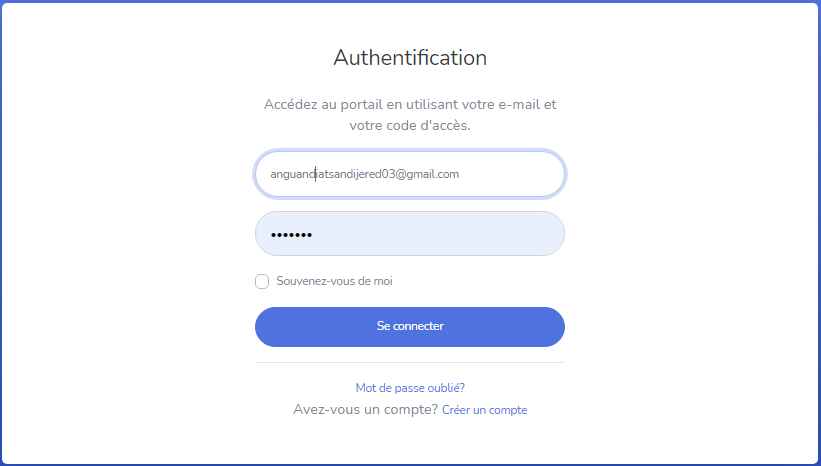 Authentification
Accédez au portail en utilisant votre e-mail et
votre code d'accès.
anguandiatsandijered03@gmail.com
•••••••
Souvenez-vous de moi
Se connecter
Mot de passe oublié?
Avez-vous un compte? Créer un compte